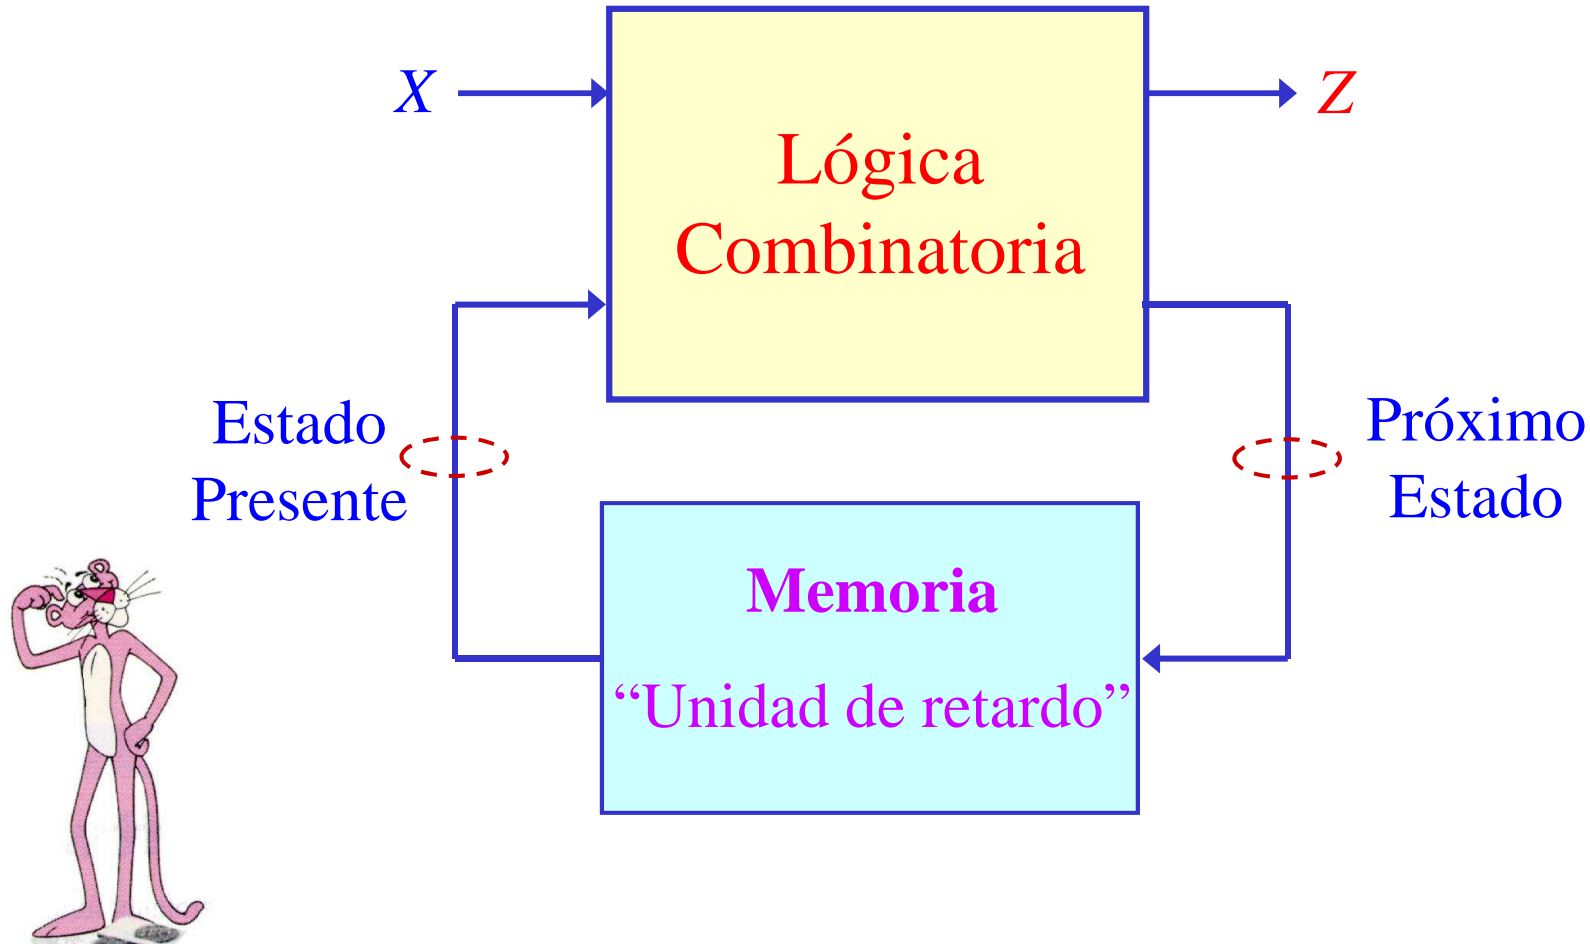 X
Z
Lógica
Combinatoria
Estado
Presente
Próximo
Estado
Memoria
“Unidad de retardo”